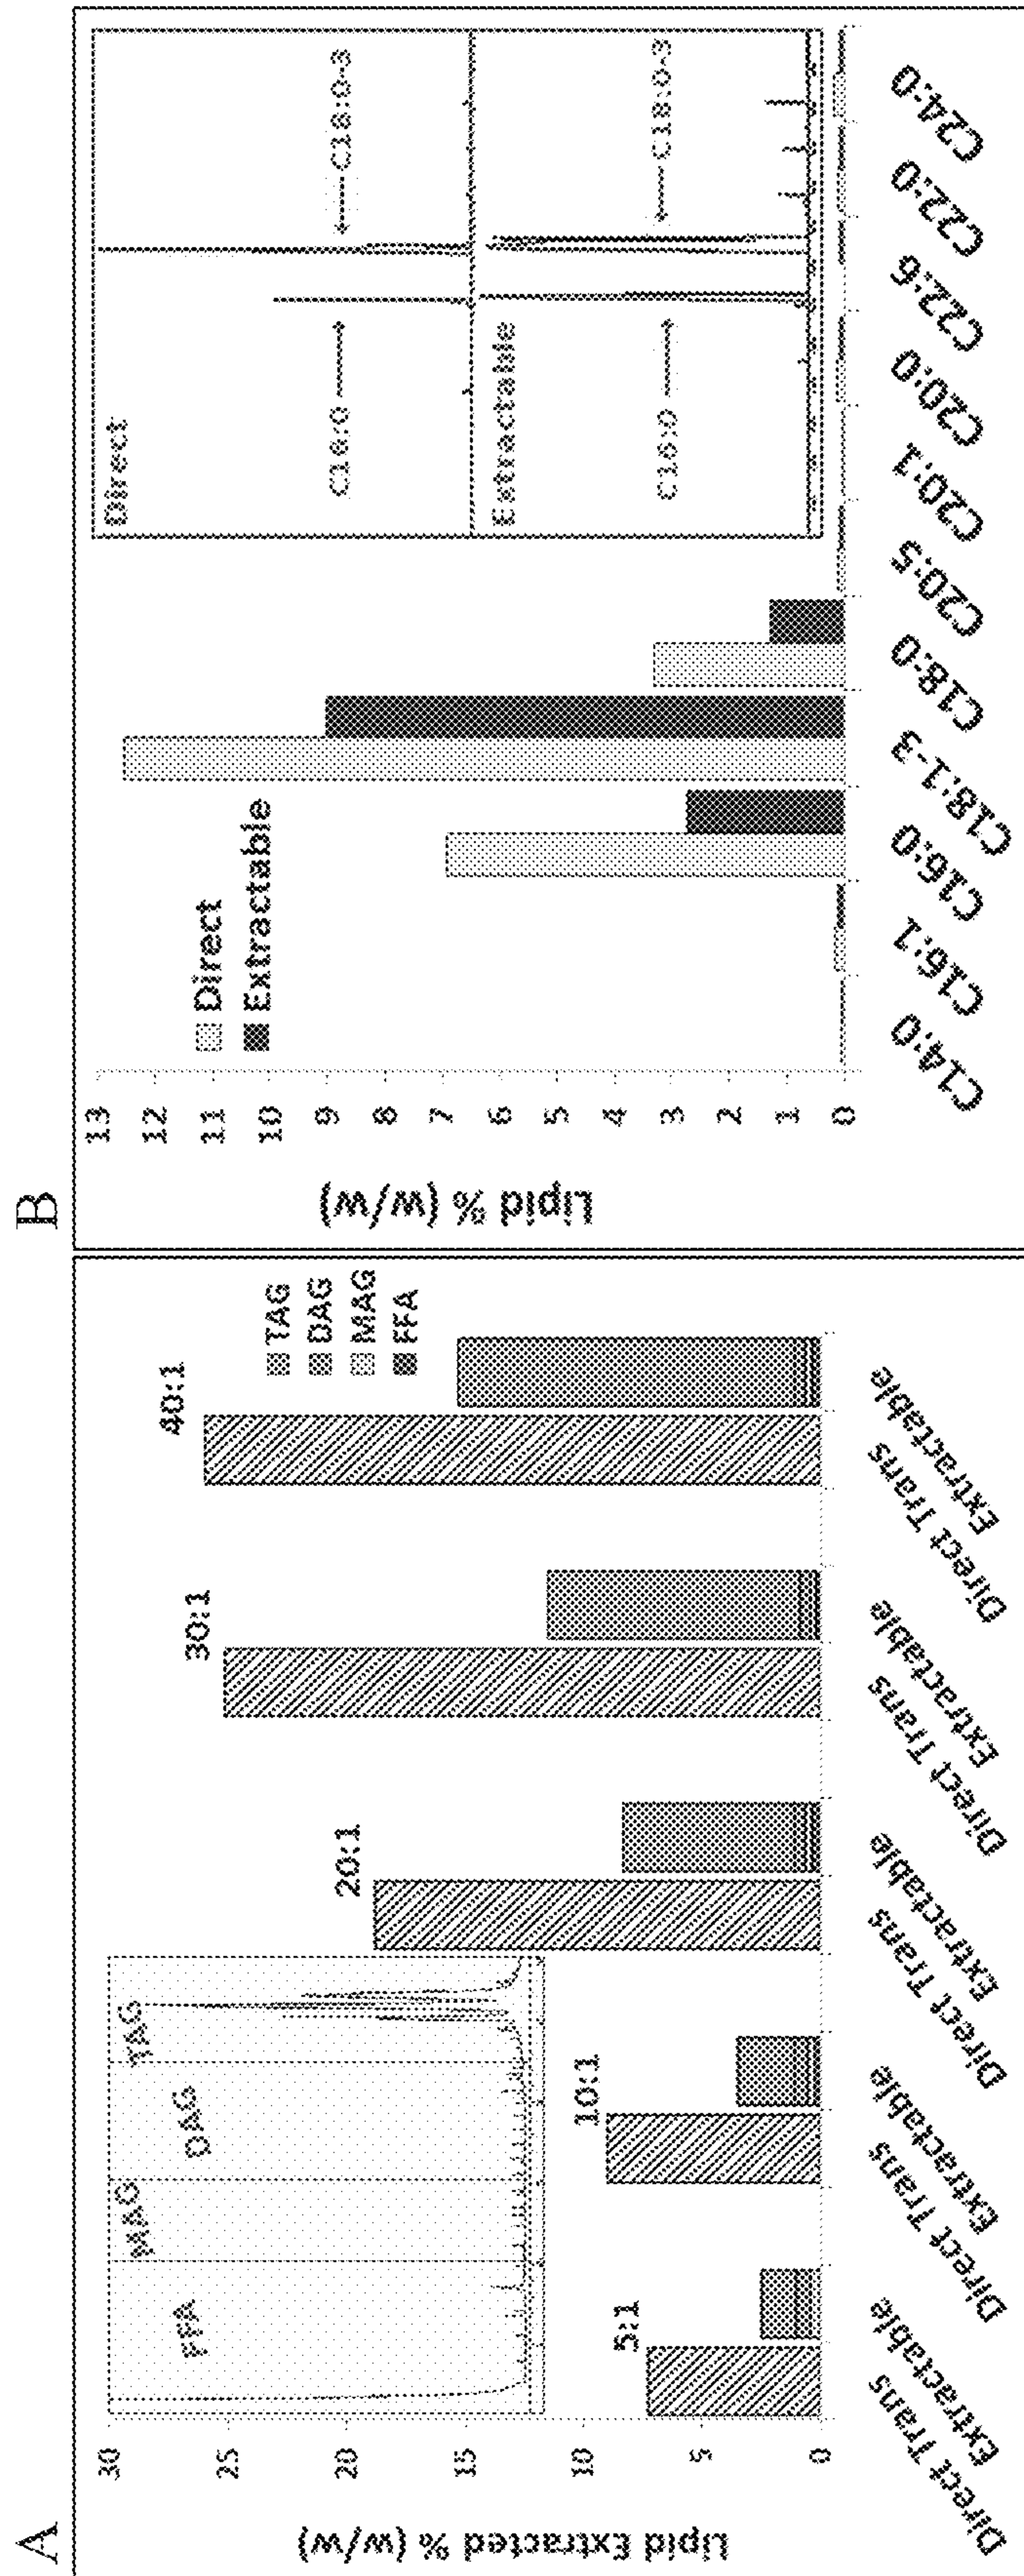 A
Lipid Extracted % (w/w)
30
25
20
15
10
5
0
FFA
MAG
DAG
TAG
5:1
10:1
20:1
30:1
40:1
TAG
DAG
MAG
FFA
Direct Trans
Extractable
Direct Trans
Extractable
Direct Trans
Extractable
Direct Trans
Extractable
Direct Trans
Extractable
B
Lipid % (w/w)
13
12
11
10
9
8
7
6
5
4
3
2
1
0
Direct
Extractable
Direct
C16:0
C18:0-3
Extractable
C16:0
C18:0-3
C14:0
C16:1
C16:0
C18:1-3
C18:0
C20:5
C20:1
C20:0
C22:6
C22:0
C24:0